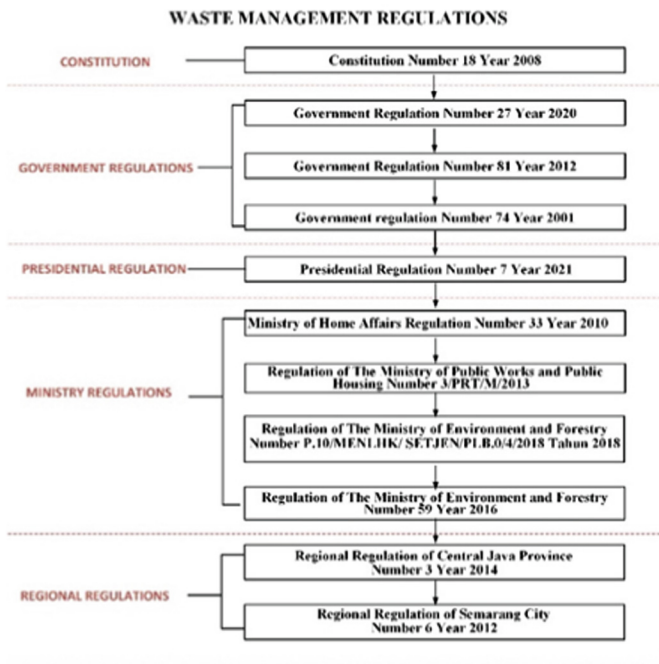 WASTE MANAGEMENT REGULATIONS
CONSTITUTION
Constitution Number 18 Year 2008
GOVERNMENT REGULATIONS
Government Regulation Number 27 Year 2020
Government Regulation Number 81 Year 2012
Government regulation Number 74 Year 2001
PRESIDENTIAL REGULATION
Presidential Regulation Number 7 Year 2021
MINISTRY REGULATIONS
Ministry of Home Affairs Regulation Number 33 Year 2010
Regulation of The Ministry of Public Works and Public
Housing Number 3/PRT/M/2013
Regulation of The Ministry of Environment and Forestry
Number P.10/MENLHK/ SETJEN/PLB.0/4/2018 Tahun 2018
Regulation of The Ministry of Environment and Forestry
Number 59 Year 2016
REGIONAL REGULATIONS
Regional Regulation of Central Java Province
Number 3 Year 2014
Regional Regulation of Semarang City
Number 6 Year 2012